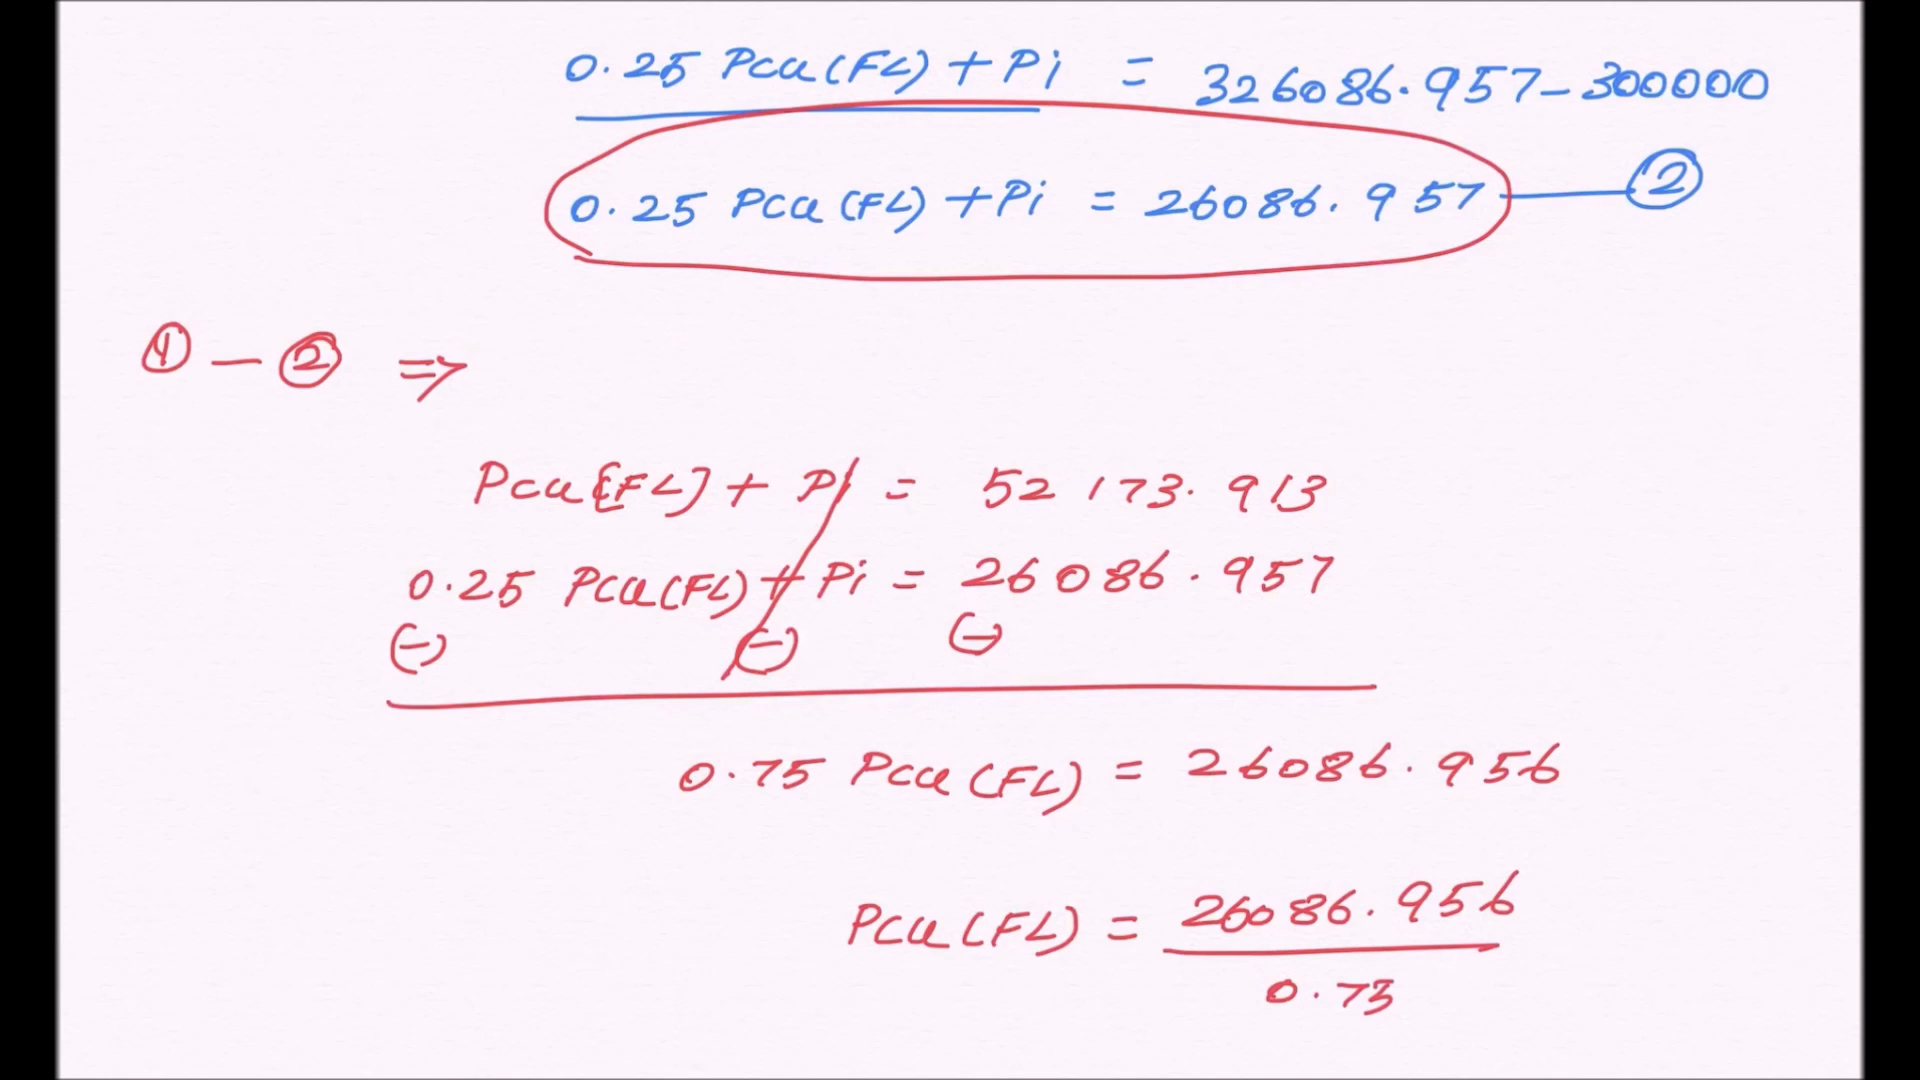 0.25 Pcu(FL) + Pi = 326086.957-300000
0.25 Pcu (FL) + Pi = 26086.957 — ②
① - ② ⇒
Pcu[FL] + Pi = 52173.913
0.25 Pcu(FL) + Pi = 26086.957
(-) (-) (-)
0.75 Pcu (FL) = 26086.956
Pcu (FL) = 26086.956
0.75